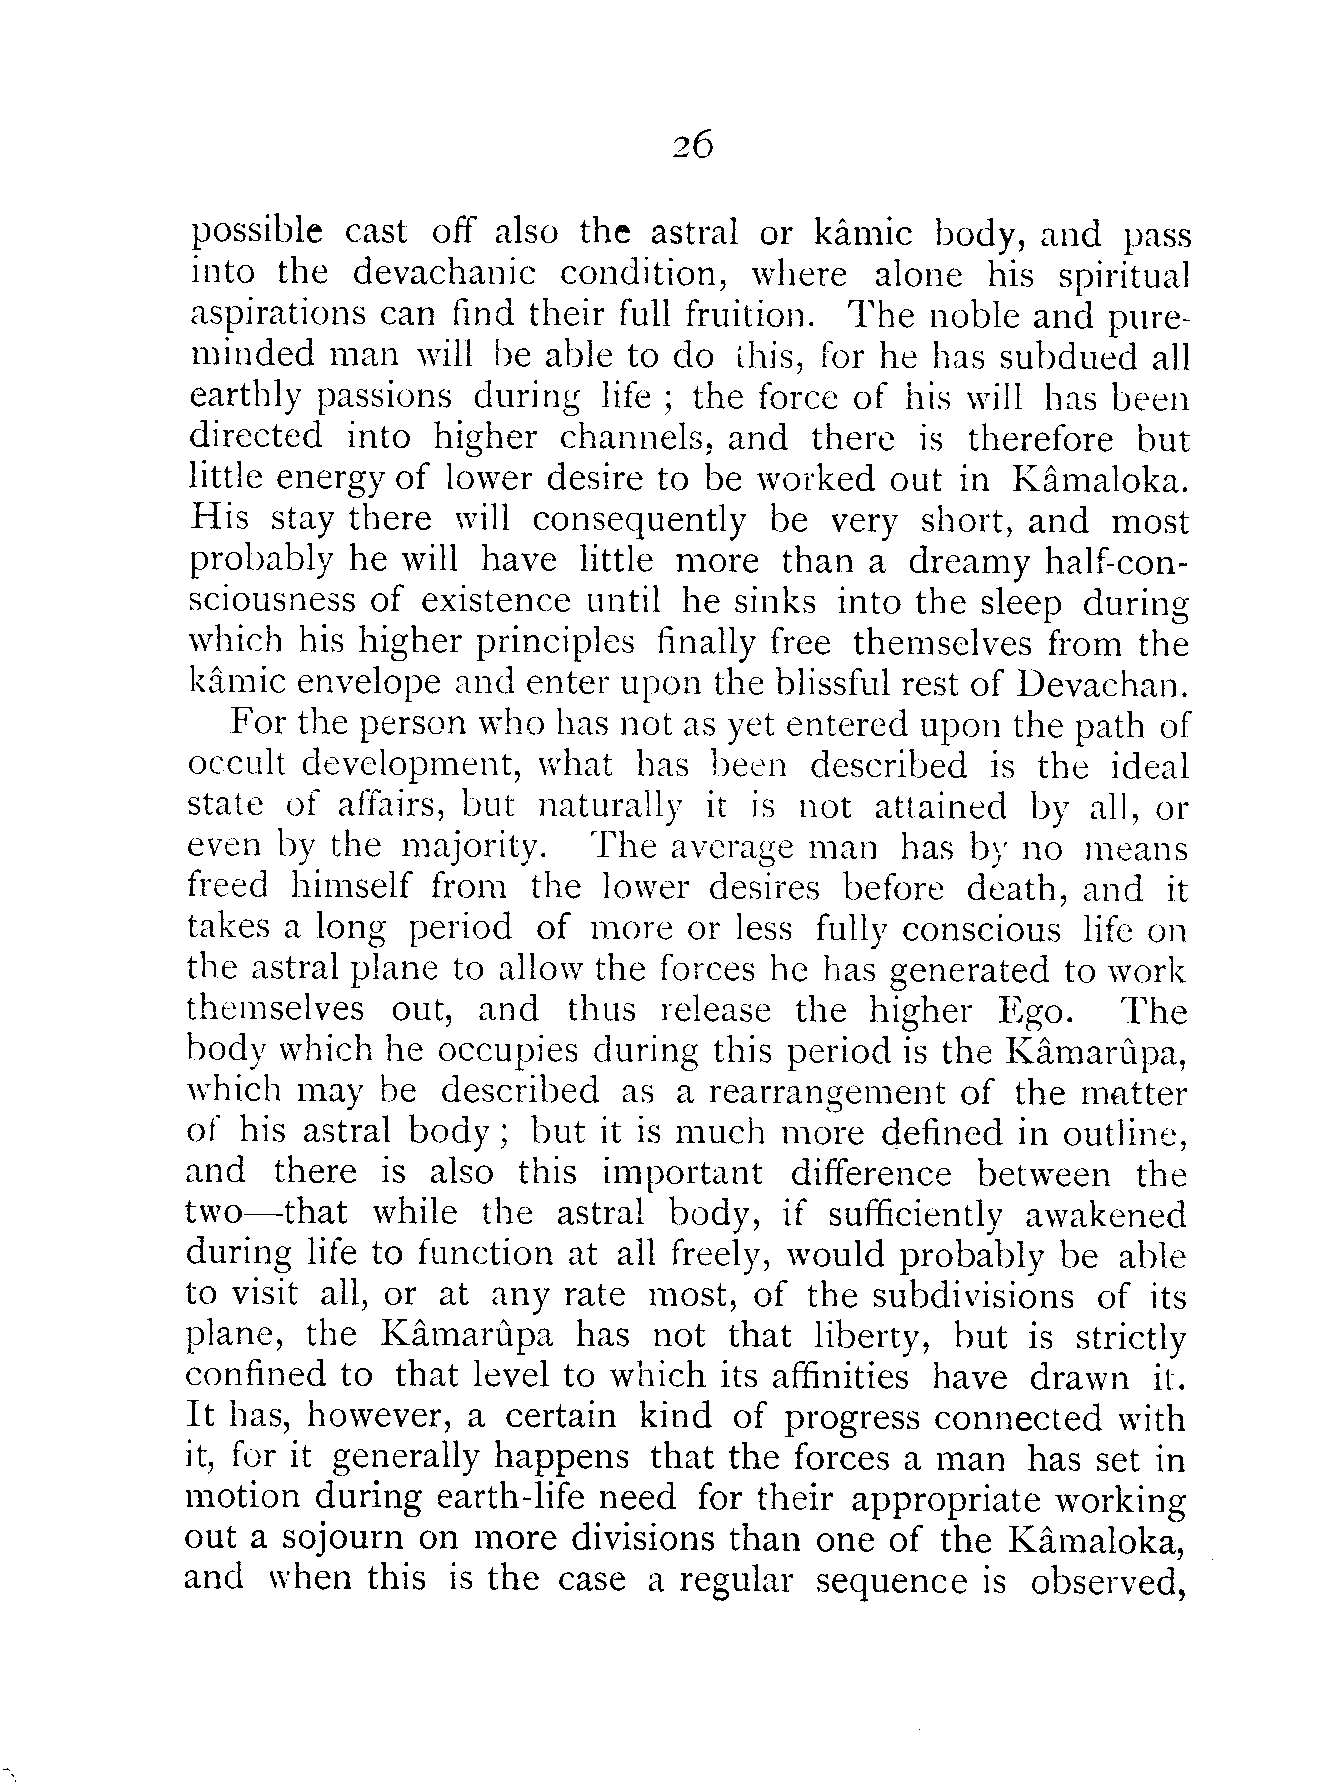 26
possible cast off also the astral or kâmic body, and pass
into the devachanic condition, where alone his spiritual
aspirations can find their full fruition. The noble and pure-
minded man will be able to do this, for he has subdued all
earthly passions during life ; the force of his will has been
directed into higher channels, and there is therefore but
little energy of lower desire to be worked out in Kâmaloka.
His stay there will consequently be very short, and most
probably he will have little more than a dreamy half-con-
sciousness of existence until he sinks into the sleep during
which his higher principles finally free themselves from the
kâmic envelope and enter upon the blissful rest of Devachan.
For the person who has not as yet entered upon the path of
occult development, what has been described is the ideal
state of affairs, but naturally it is not attained by all, or
even by the majority. The average man has by no means
freed himself from the lower desires before death, and it
takes a long period of more or less fully conscious life on
the astral plane to allow the forces he has generated to work
themselves out, and thus release the higher Ego. The
body which he occupies during this period is the Kâmarûpa,
which may be described as a rearrangement of the matter
of his astral body ; but it is much more defined in outline,
and there is also this important difference between the
two—that while the astral body, if sufficiently awakened
during life to function at all freely, would probably be able
to visit all, or at any rate most, of the subdivisions of its
plane, the Kâmarûpa has not that liberty, but is strictly
confined to that level to which its affinities have drawn it.
It has, however, a certain kind of progress connected with
it, for it generally happens that the forces a man has set in
motion during earth-life need for their appropriate working
out a sojourn on more divisions than one of the Kâmaloka,
and when this is the case a regular sequence is observed,